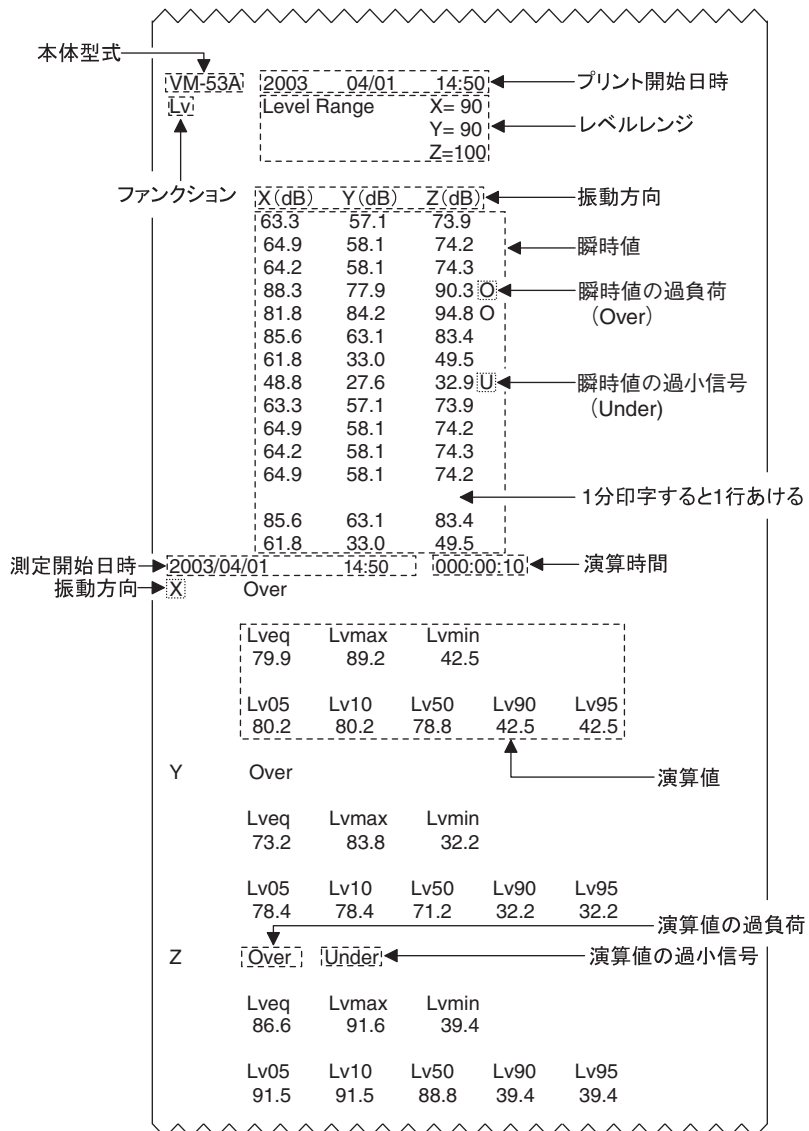 本体型式
VM-53A 2003 04/01 14:50 プリント開始日時
Lv Level Range X= 90
Y= 90 レベルレンジ
Z=100
ファンクション
X(dB) Y(dB) Z(dB) 振動方向
63.3 57.1 73.9
64.9 58.1 74.2 瞬時値
64.2 58.1 74.3
88.3 77.9 90.3 O 瞬時値の過負荷
81.8 84.2 94.8 O (Over)
85.6 63.1 83.4
61.8 33.0 49.5
48.8 27.6 32.9 U 瞬時値の過小信号
63.3 57.1 73.9 (Under)
64.9 58.1 74.2
64.2 58.1 74.3
64.9 58.1 74.2
1分印字すると1行あける
85.6 63.1 83.4
61.8 33.0 49.5
測定開始日時 2003/04/01 14:50 000:00:10 演算時間
振動方向 X Over
Lveq Lvmax Lvmin
79.9 89.2 42.5
Lv05 Lv10 Lv50 Lv90 Lv95
80.2 80.2 78.8 42.5 42.5
Y Over 演算値
Lveq Lvmax Lvmin
73.2 83.8 32.2
Lv05 Lv10 Lv50 Lv90 Lv95
78.4 78.4 71.2 32.2 32.2
演算値の過負荷
Z Over Under 演算値の過小信号
Lveq Lvmax Lvmin
86.6 91.6 39.4
Lv05 Lv10 Lv50 Lv90 Lv95
91.5 91.5 88.8 39.4 39.4